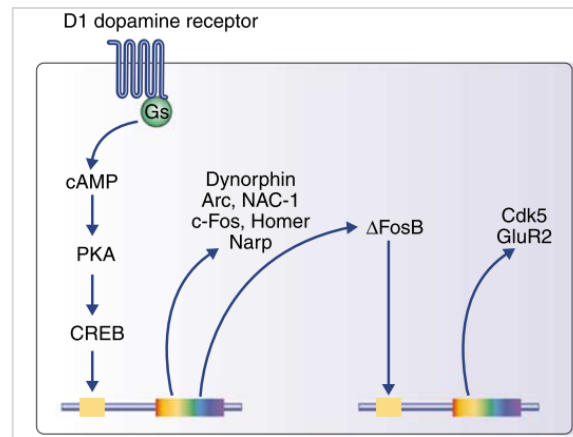 D1 dopamine receptor
Gs
cAMP
PKA
CREB
Dynorphin
Arc, NAC-1
c-Fos, Homer
Narp
ΔFosB
Cdk5
GluR2